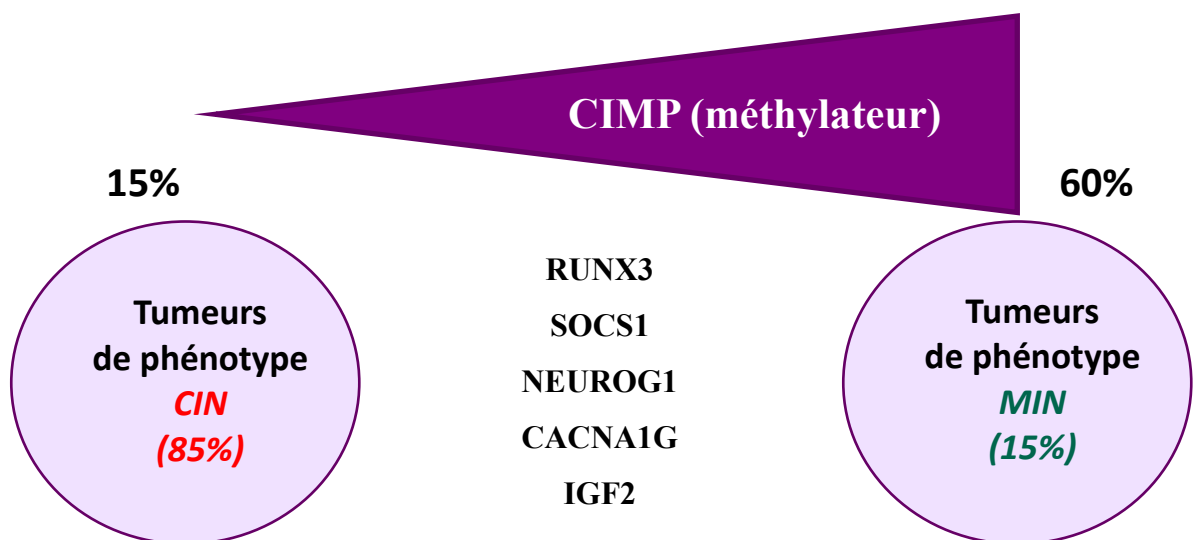 CIMP (méthylateur)
15%
60%
Tumeurs
de phénotype
CIN
(85%)
RUNX3
SOCS1
NEUROG1
CACNA1G
IGF2
Tumeurs
de phénotype
MIN
(15%)